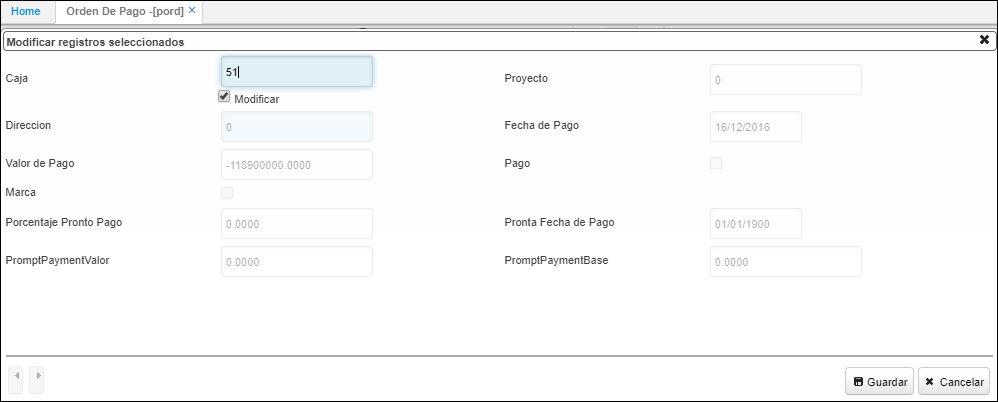 Home Orden De Pago -[pord] ×
Modificar registros seleccionados ✖
Caja 51 Proyecto 0
Modificar
Direccion 0 Fecha de Pago 16/12/2016
Valor de Pago -118900000.0000 Pago
Marca
Porcentaje Pronto Pago 0.0000 Pronta Fecha de Pago 01/01/1900
PromptPaymentValor 0.0000 PromptPaymentBase 0.0000
Guardar ✖ Cancelar